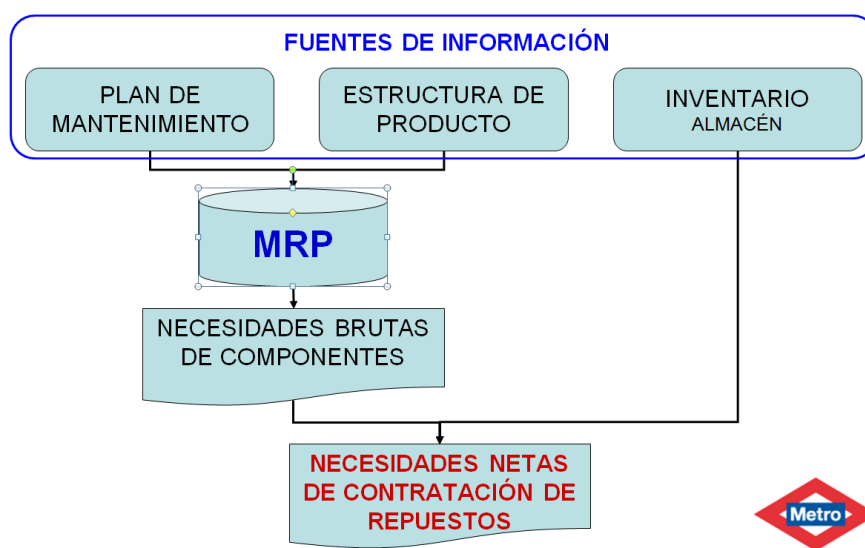 FUENTES DE INFORMACIÓN
PLAN DE
MANTENIMIENTO
ESTRUCTURA DE
PRODUCTO
INVENTARIO
ALMACÉN
MRP
NECESIDADES BRUTAS
DE COMPONENTES
NECESIDADES NETAS
DE CONTRATACIÓN DE
REPUESTOS
Metro